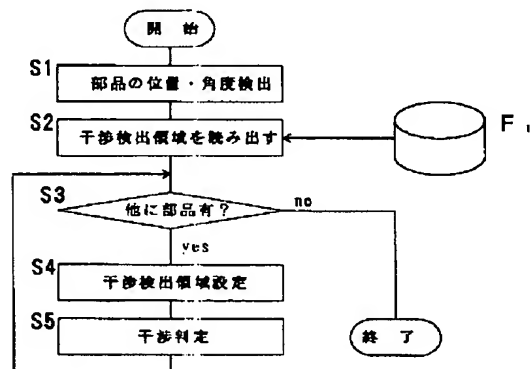 開 始
S1
部品の位置・角度検出
S2
干渉検出領域を読み出す
F1
S3
他に部品有?
no
yes
S4
干渉検出領域設定
S5
干渉判定
終 了